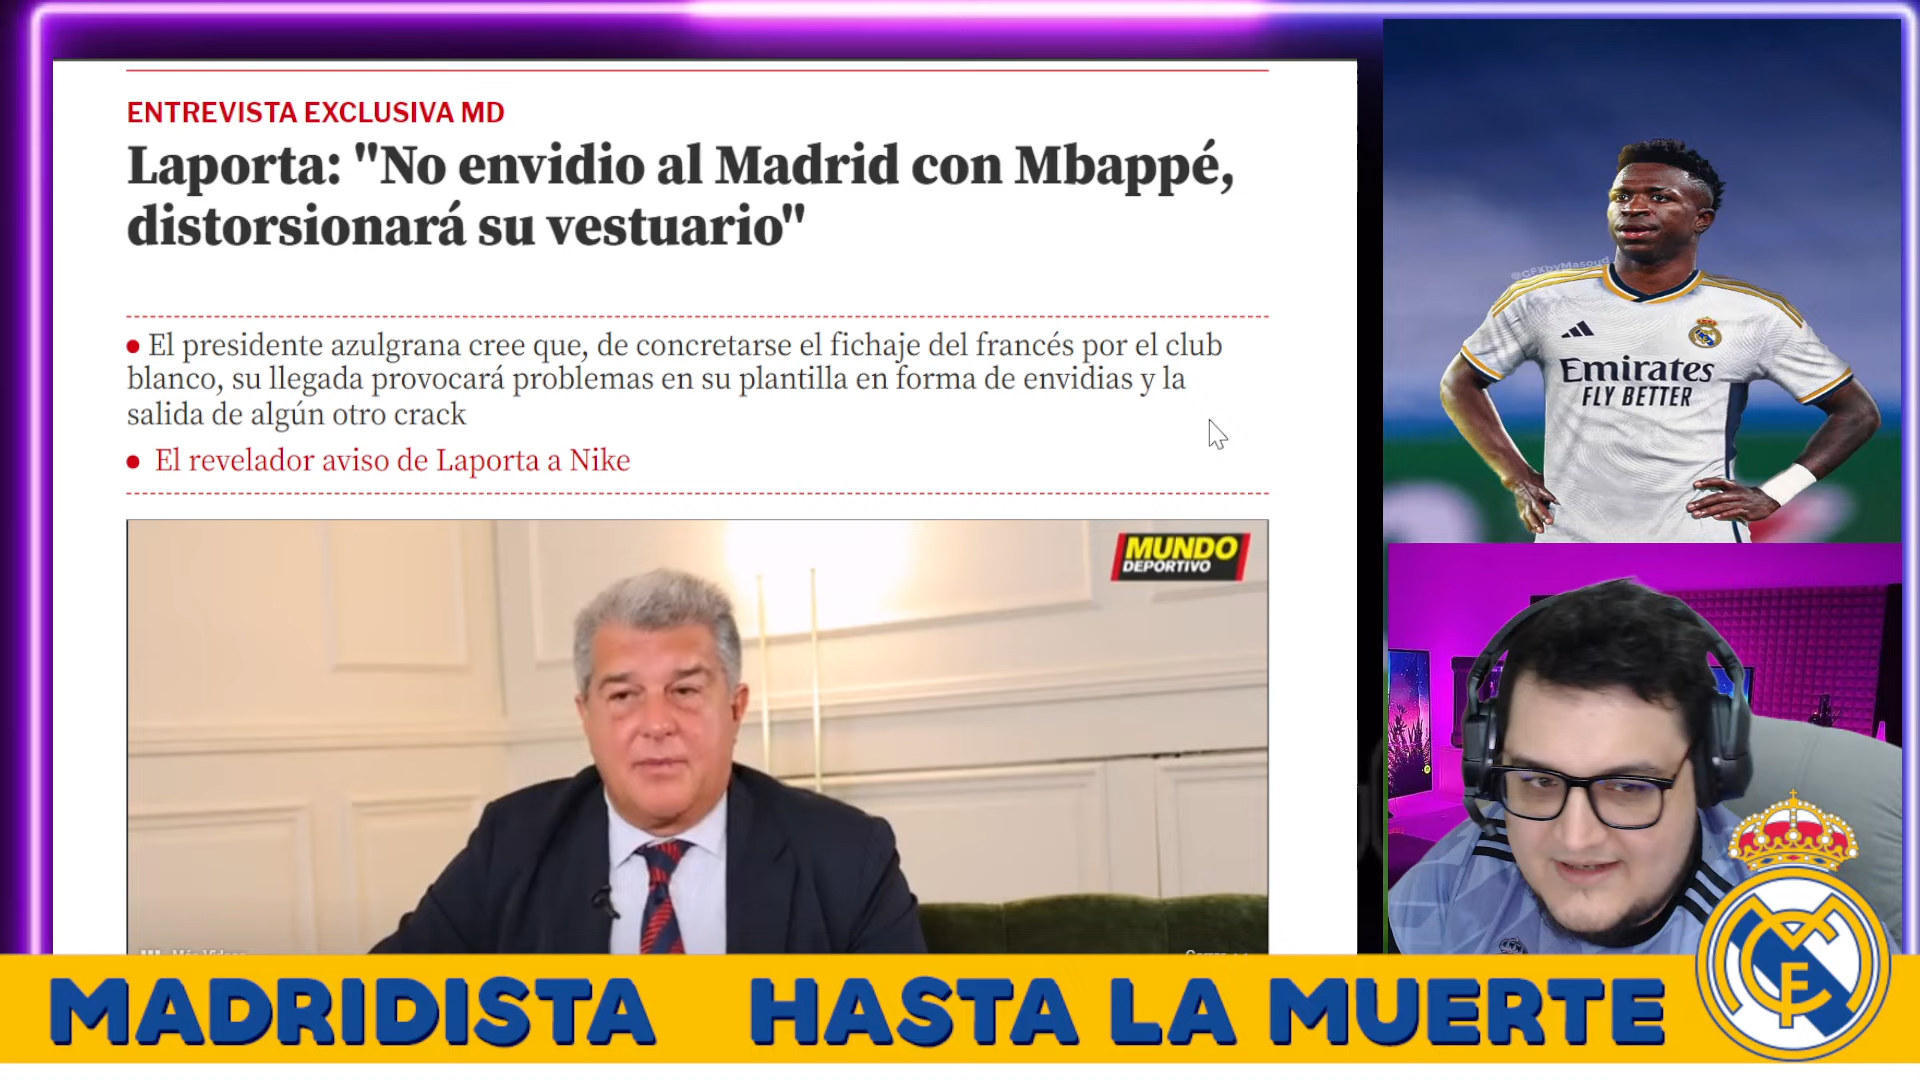 ENTREVISTA EXCLUSIVA MD
Laporta: "No envidio al Madrid con Mbappé,
distorsionará su vestuario"
● El presidente azulgrana cree que, de concretarse el fichaje del francés por el club
blanco, su llegada provocará problemas en su plantilla en forma de envidias y la
salida de algún otro crack
● El revelador aviso de Laporta a Nike
MUNDO
DEPORTIVO
@GFXbyMasoud
Emirates
FLY BETTER
MADRIDISTA HASTA LA MUERTE